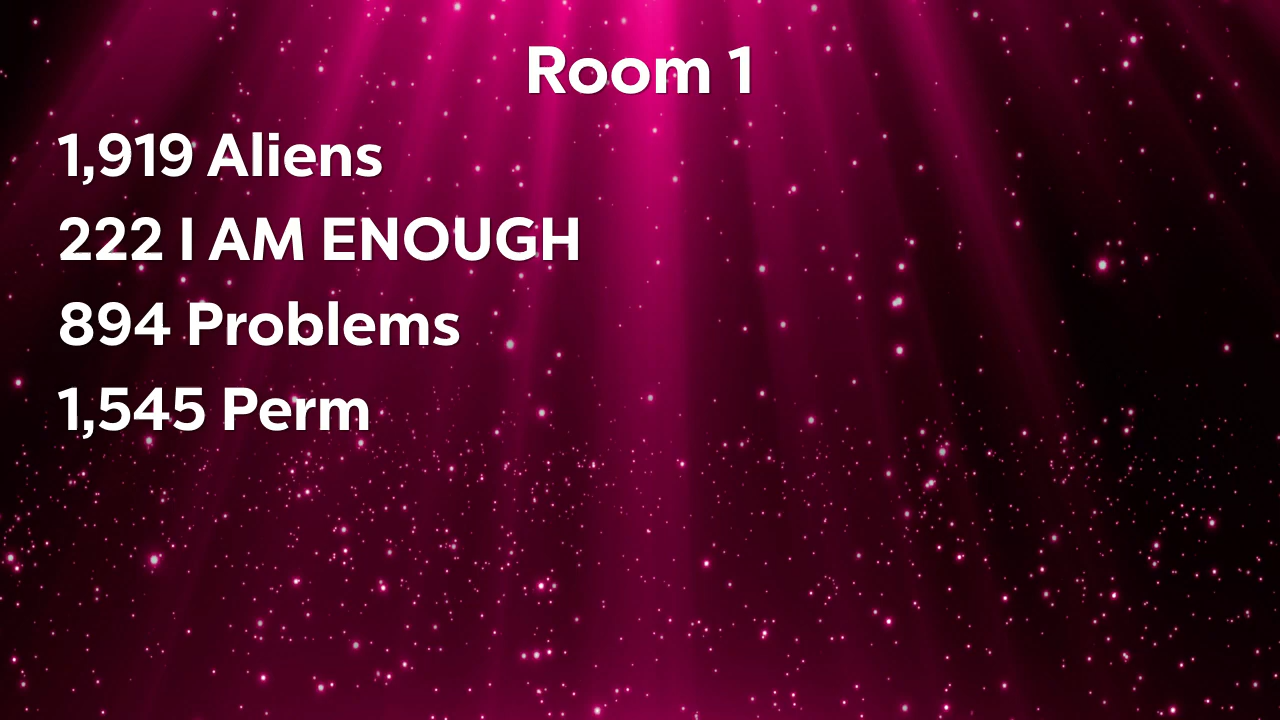 Room 1
1,919 Aliens
222 I AM ENOUGH
894 Problems
1,545 Perm